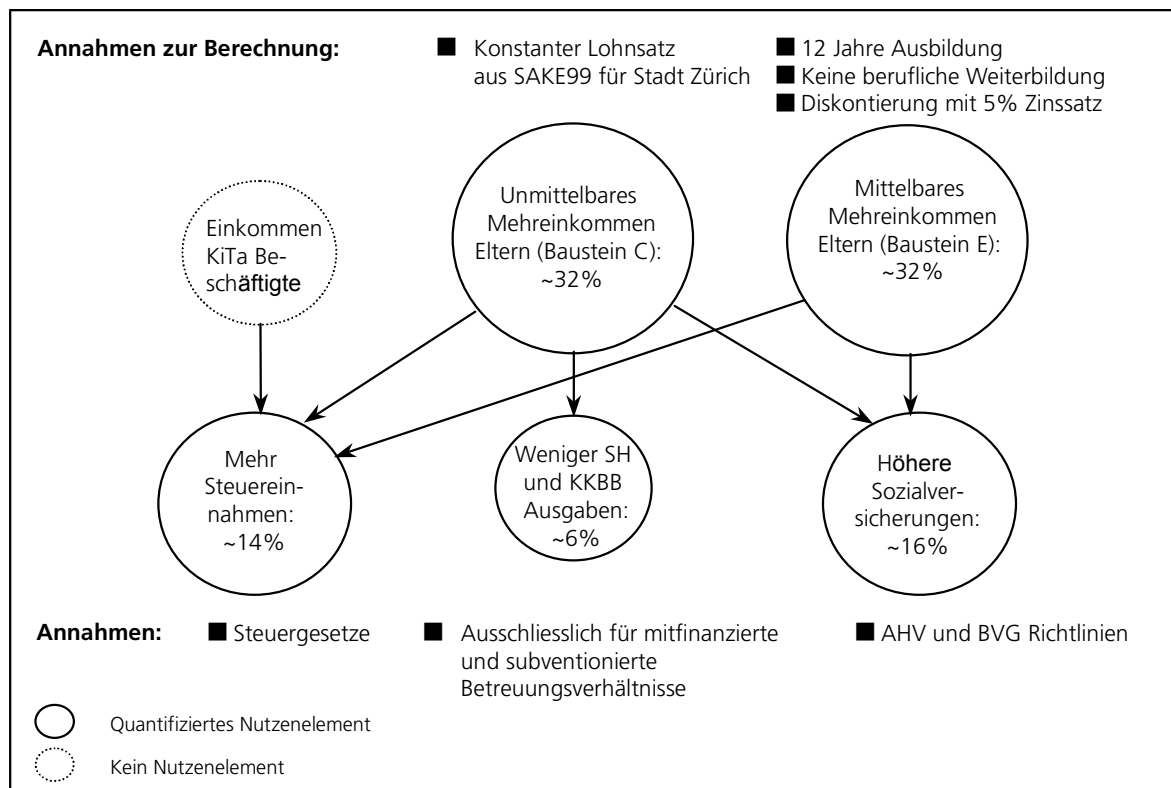 Annahmen zur Berechnung:
■ Konstanter Lohnsatz
aus SAKE99 für Stadt Zürich
■ 12 Jahre Ausbildung
■ Keine berufliche Weiterbildung
■ Diskontierung mit 5% Zinssatz
Einkommen
KiTa Be-
schäftigte
Unmittelbares
Mehreinkommen
Eltern (Baustein C):
~32%
Mittelbares
Mehreinkommen
Eltern (Baustein E):
~32%
Mehr
Steuerein-
nahmen:
~14%
Weniger SH
und KKBB
Ausgaben:
~6%
Höhere
Sozialver-
sicherungen:
~16%
Annahmen:
■ Steuergesetze
■ Ausschliesslich für mitfinanzierte
und subventionierte
Betreuungsverhältnisse
■ AHV und BVG Richtlinien
Quantifiziertes Nutzenelement
Kein Nutzenelement